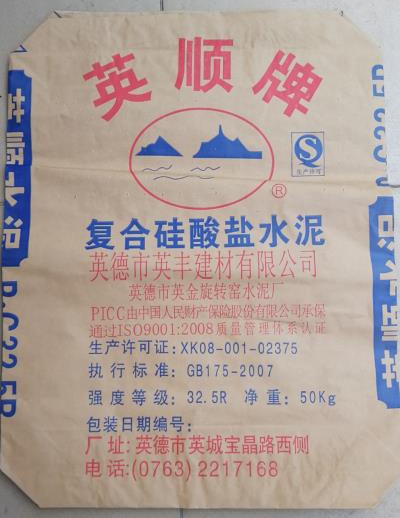 英顺牌
生产许可
®
复合硅酸盐水泥
英德市英丰建材有限公司
英德市英金旋转窑水泥厂
PICC由中国人民财产保险股份有限公司承保
通过ISO9001:2008质量管理体系认证
生产许可证: XK08-001-02375
执行标准: GB175-2007
强度等级: 32.5R 净重: 50Kg
包装日期编号:
厂址: 英德市英城宝晶路西侧
电话:(0763) 2217168
英顺水泥 P.C32.5R